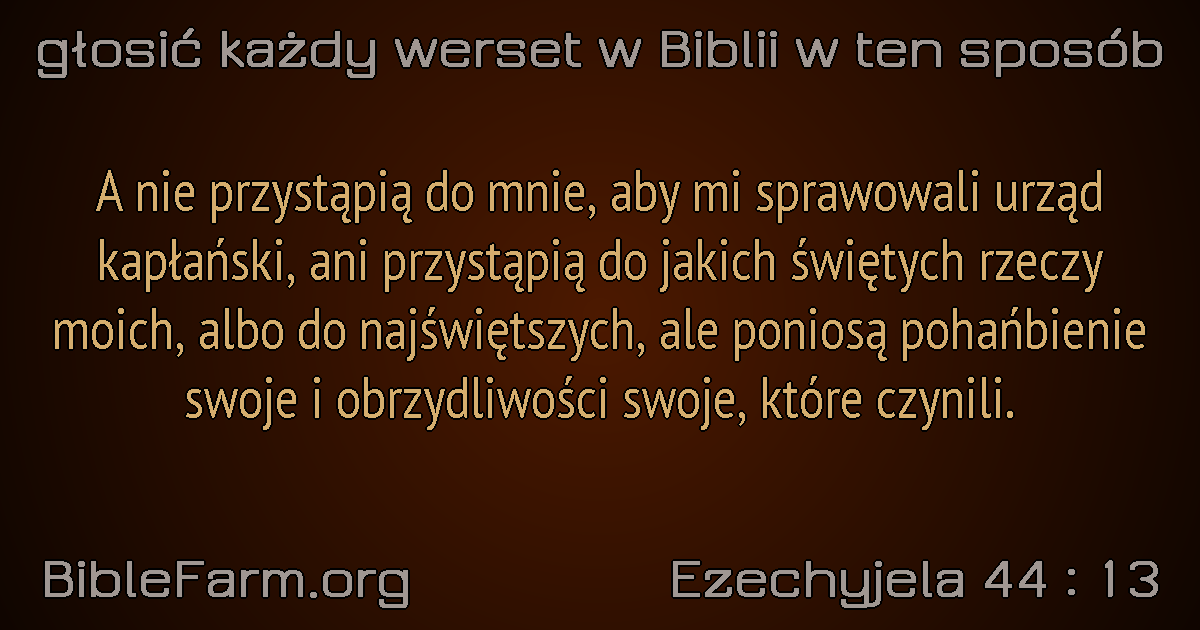 głosić każdy werset w Biblii w ten sposób
A nie przystąpią do mnie, aby mi sprawowali urząd
kapłański, ani przystąpią do jakich świętych rzeczy
moich, albo do najświętszych, ale poniosą pohańbienie
swoje i obrzydliwości swoje, które czynili.
BibleFarm.org
Ezechyjela 44 : 13